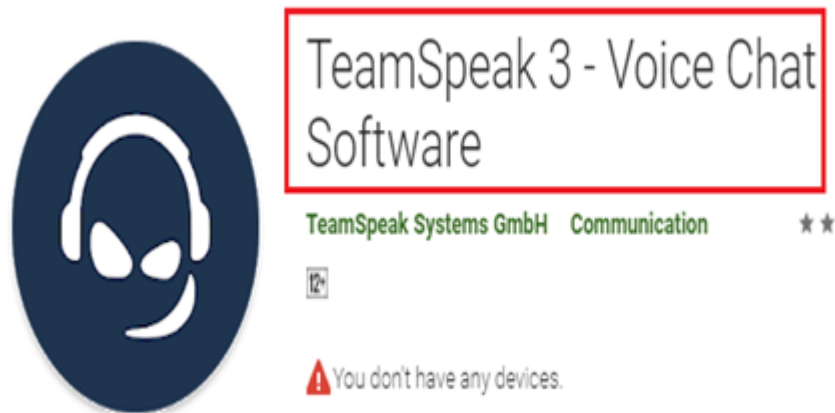 TeamSpeak 3 - Voice Chat
Software
TeamSpeak Systems GmbH Communication
12+
You don't have any devices.